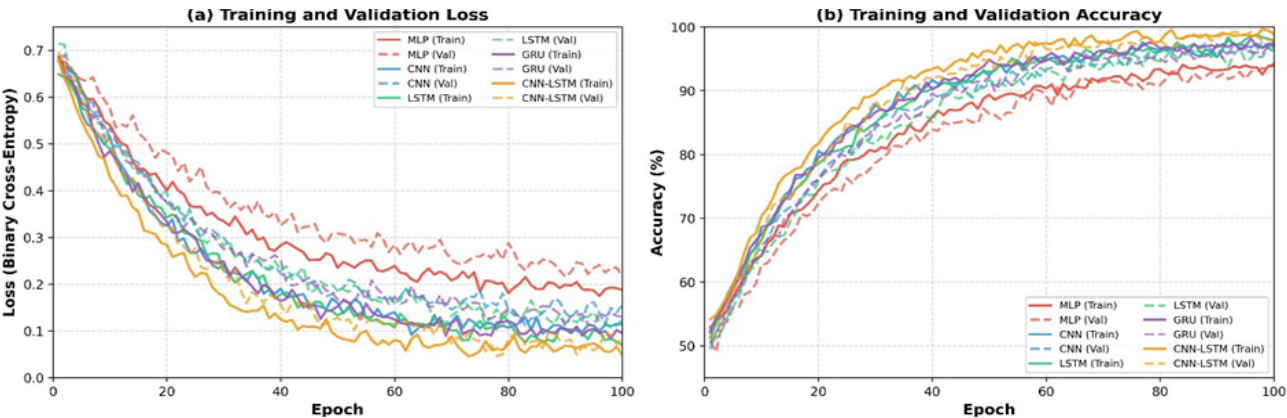 (a) Training and Validation Loss
Loss (Binary Cross-Entropy)
0.7
0.6
0.5
0.4
0.3
0.2
0.1
0.0
MLP (Train)
MLP (Val)
CNN (Train)
CNN (Val)
LSTM (Train)
LSTM (Val)
GRU (Train)
GRU (Val)
CNN-LSTM (Train)
CNN-LSTM (Val)
0 20 40 60 80 100
Epoch
(b) Training and Validation Accuracy
Accuracy (%)
100
90
80
70
60
50
MLP (Train)
MLP (Val)
CNN (Train)
CNN (Val)
LSTM (Train)
LSTM (Val)
GRU (Train)
GRU (Val)
CNN-LSTM (Train)
CNN-LSTM (Val)
0 20 40 60 80 100
Epoch